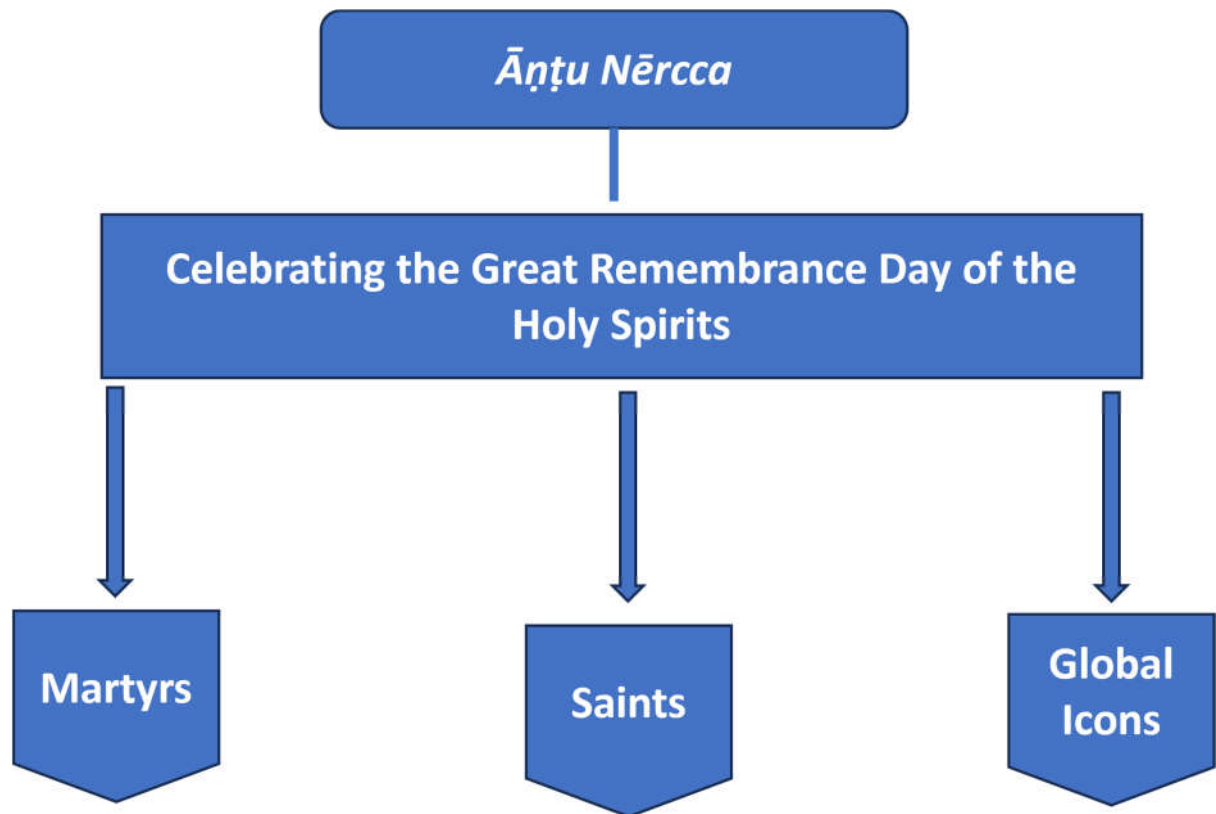 Āṇṭu Nērcca
Celebrating the Great Remembrance Day of the
Holy Spirits
Martyrs
Saints
Global
Icons